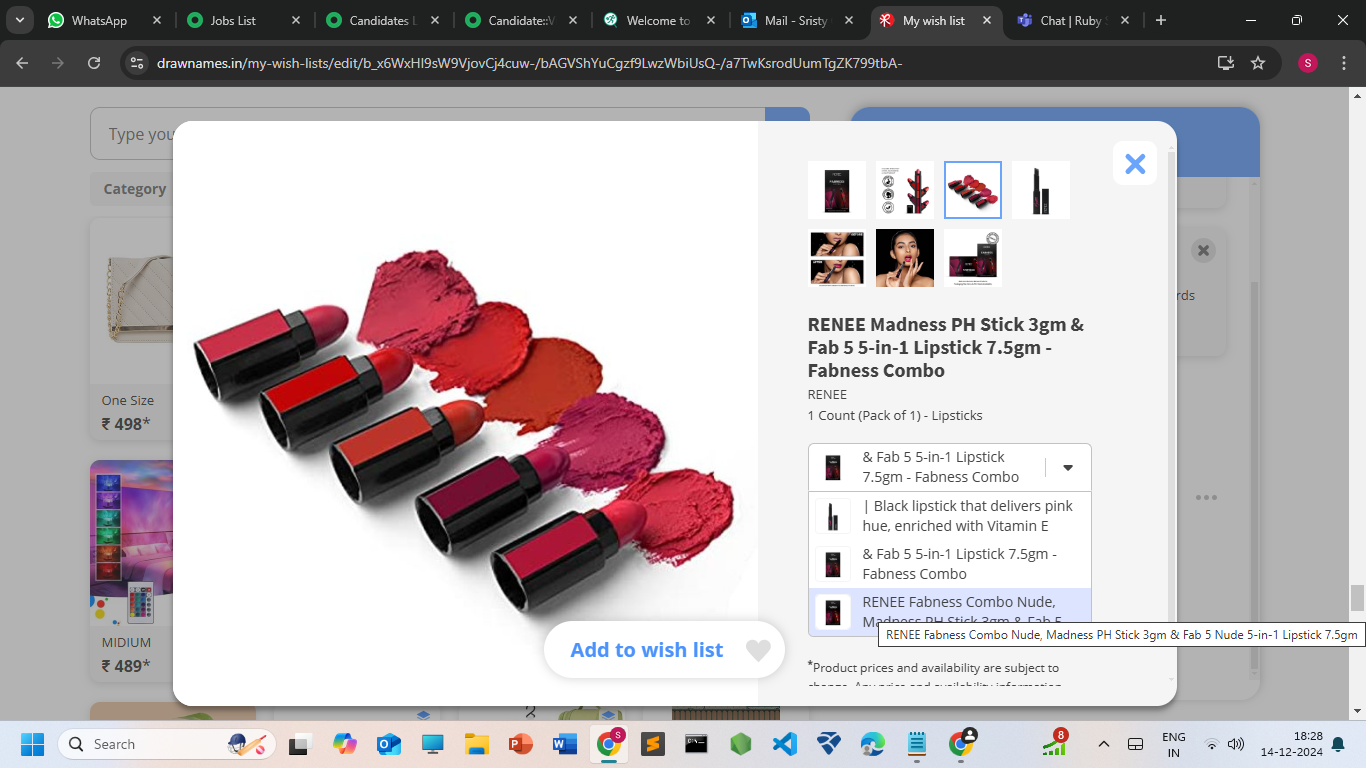 WhatsApp
Jobs List
Candidates L
Candidate::V
Welcome to
Mail - Sristy
My wish list
Chat | Ruby
drawnames.in/my-wish-lists/edit/b_x6WxHI9sW9VjovCj4cuw-/bAGVShYuCgzf9LwzWbiUsQ-/a7TwKsrodUumTgZK799tbA-
S
Type you
Category
One Size
₹ 498*
MIDIUM
₹ 489*
rds
RENEE Madness PH Stick 3gm &
Fab 5 5-in-1 Lipstick 7.5gm -
Fabness Combo
RENEE
1 Count (Pack of 1) - Lipsticks
& Fab 5 5-in-1 Lipstick
7.5gm - Fabness Combo
| Black lipstick that delivers pink
hue, enriched with Vitamin E
& Fab 5 5-in-1 Lipstick 7.5gm -
Fabness Combo
RENEE Fabness Combo Nude,
Madness PH Stick 3gm & Fab 5
RENEE Fabness Combo Nude, Madness PH Stick 3gm & Fab 5 Nude 5-in-1 Lipstick 7.5gm
Add to wish list
*Product prices and availability are subject to
change. Any price and availability information
Search
S
8
ENG
IN
18:28
14-12-2024